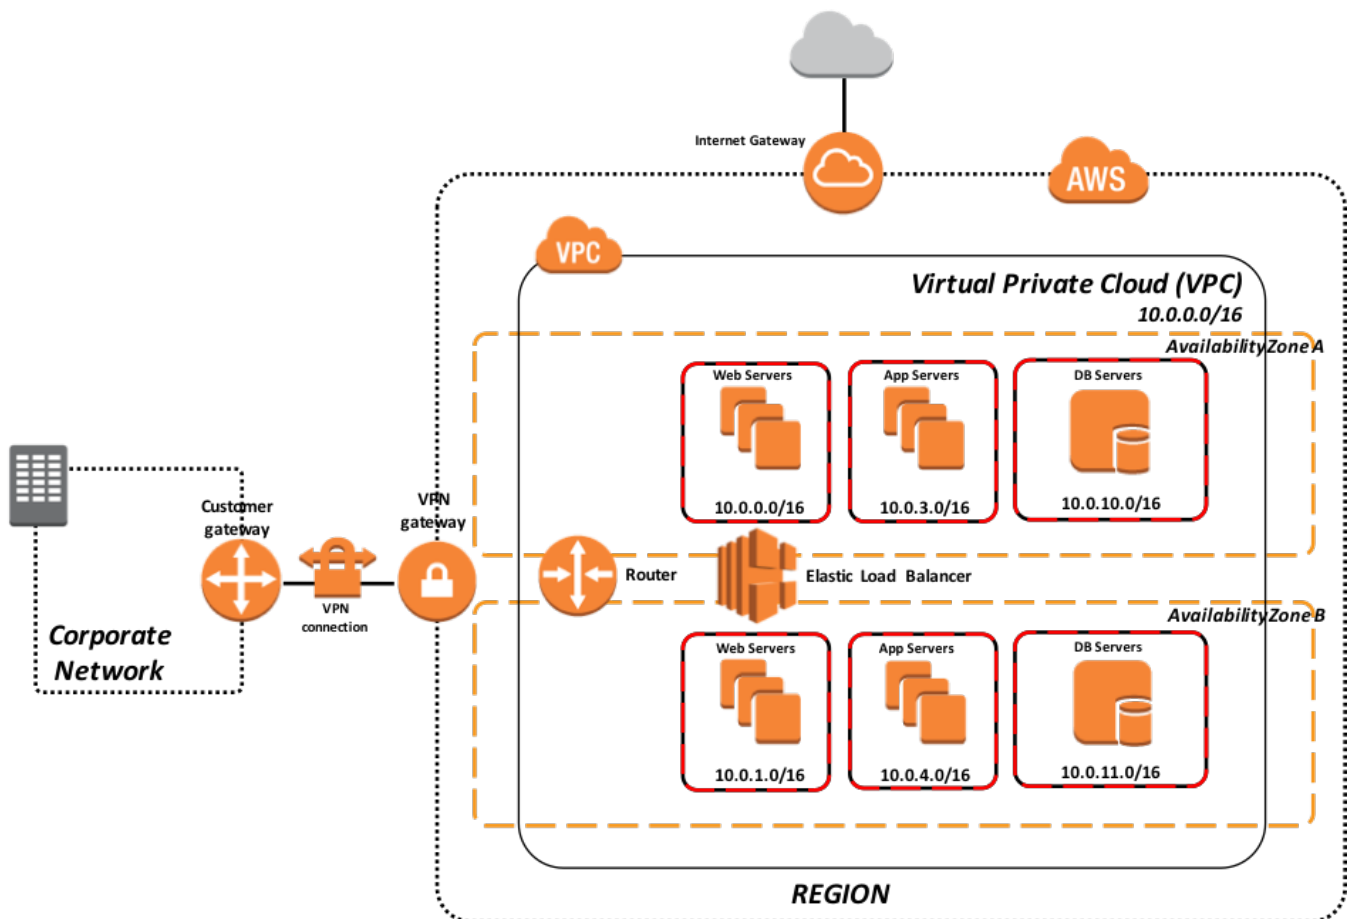 Internet Gateway
AWS
VPC
Virtual Private Cloud (VPC)
10.0.0.0/16
Availability Zone A
Web Servers
App Servers
DB Servers
10.0.0.0/16
10.0.3.0/16
10.0.10.0/16
Customer
gateway
VPN
gateway
VPN
connection
Router
Elastic Load Balancer
Corporate
Network
Availability Zone B
Web Servers
App Servers
DB Servers
10.0.1.0/16
10.0.4.0/16
10.0.11.0/16
REGION